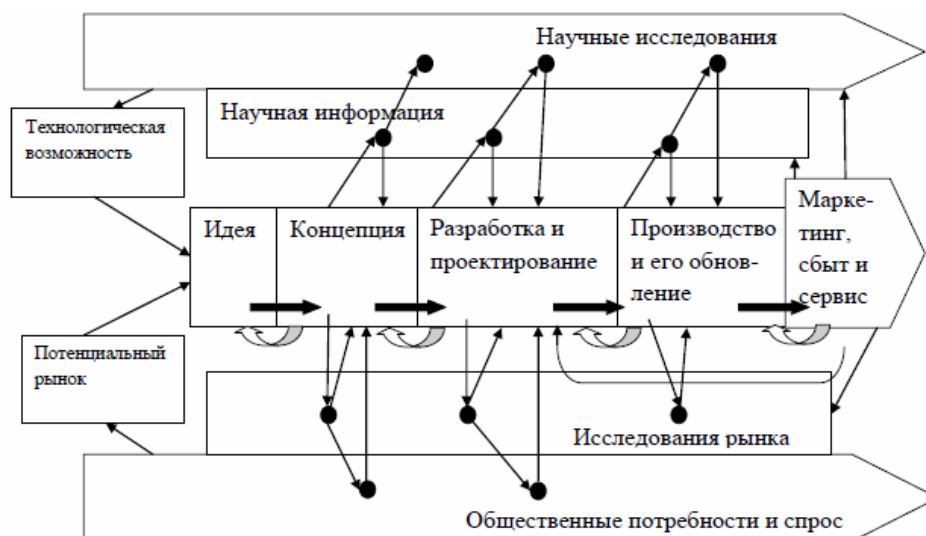 Научные исследования
Научная информация
Технологическая
возможность
Идея
Концепция
Разработка и
проектирование
Производство
и его обнов-
ление
Марке-
тинг,
сбыт и
сервис
Потенциальный
рынок
Исследования рынка
Общественные потребности и спрос